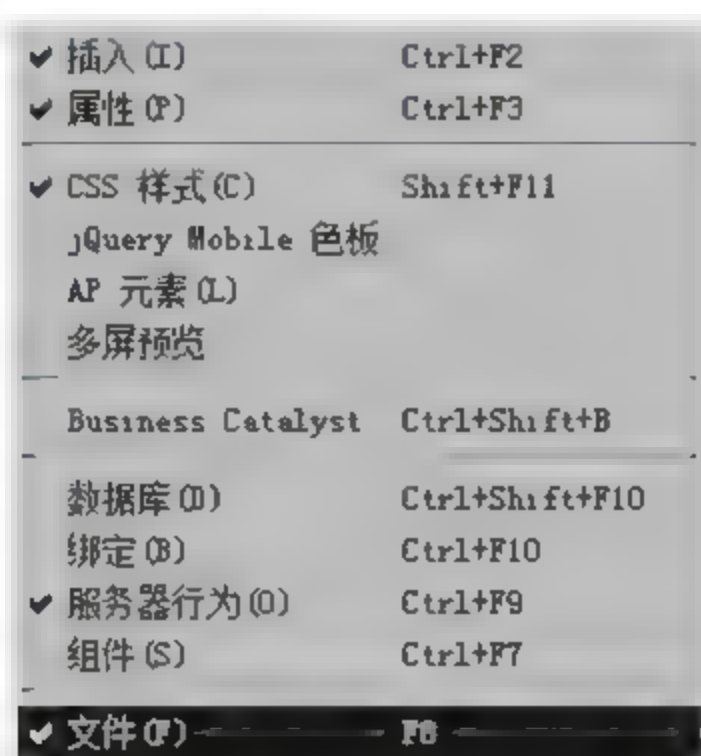 插入(I) Ctrl+F2
属性(P) Ctrl+F3
CSS 样式(C) Shift+F11
jQuery Mobile 色板
AP 元素(L)
多屏预览
Business Catalyst Ctrl+Shift+B
数据库(D) Ctrl+Shift+F10
绑定(B) Ctrl+F10
服务器行为(O) Ctrl+F9
组件(S) Ctrl+F7
文件(F) F8